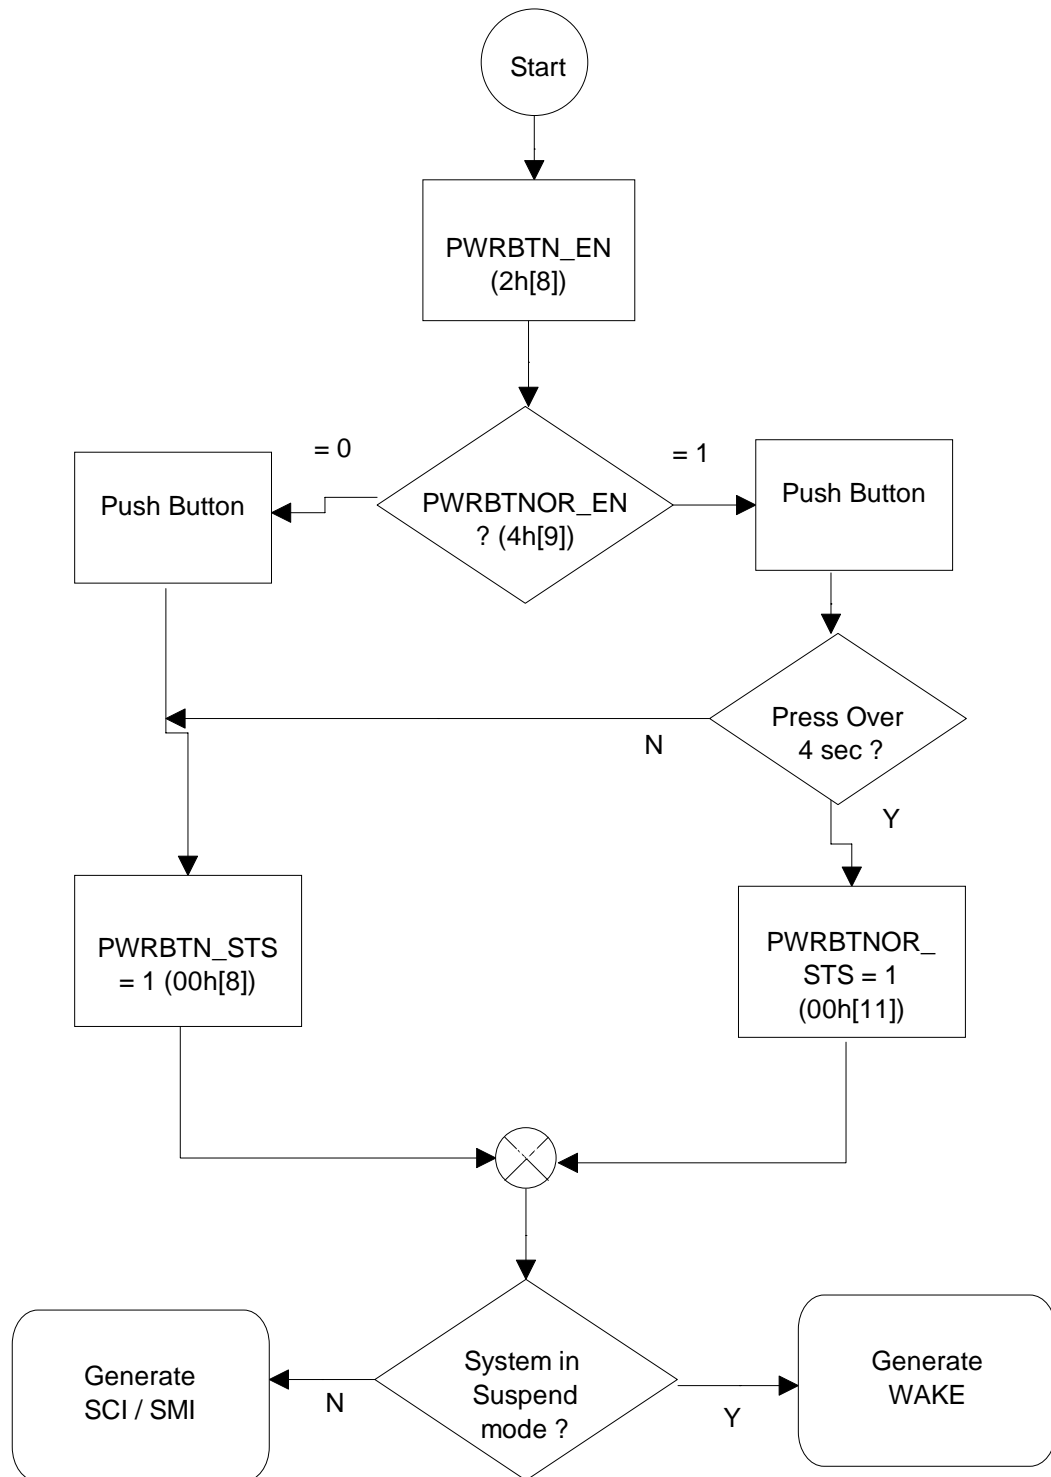 Start
PWRBTN_EN
(2h[8])
= 0
= 1
Push Button
PWRBTNOR_EN
? (4h[9])
Push Button
Press Over
4 sec ?
N
Y
PWRBTN_STS
= 1 (00h[8])
PWRBTNOR_
STS = 1
(00h[11])
Generate
SCI / SMI
N
System in
Suspend
mode ?
Y
Generate
WAKE